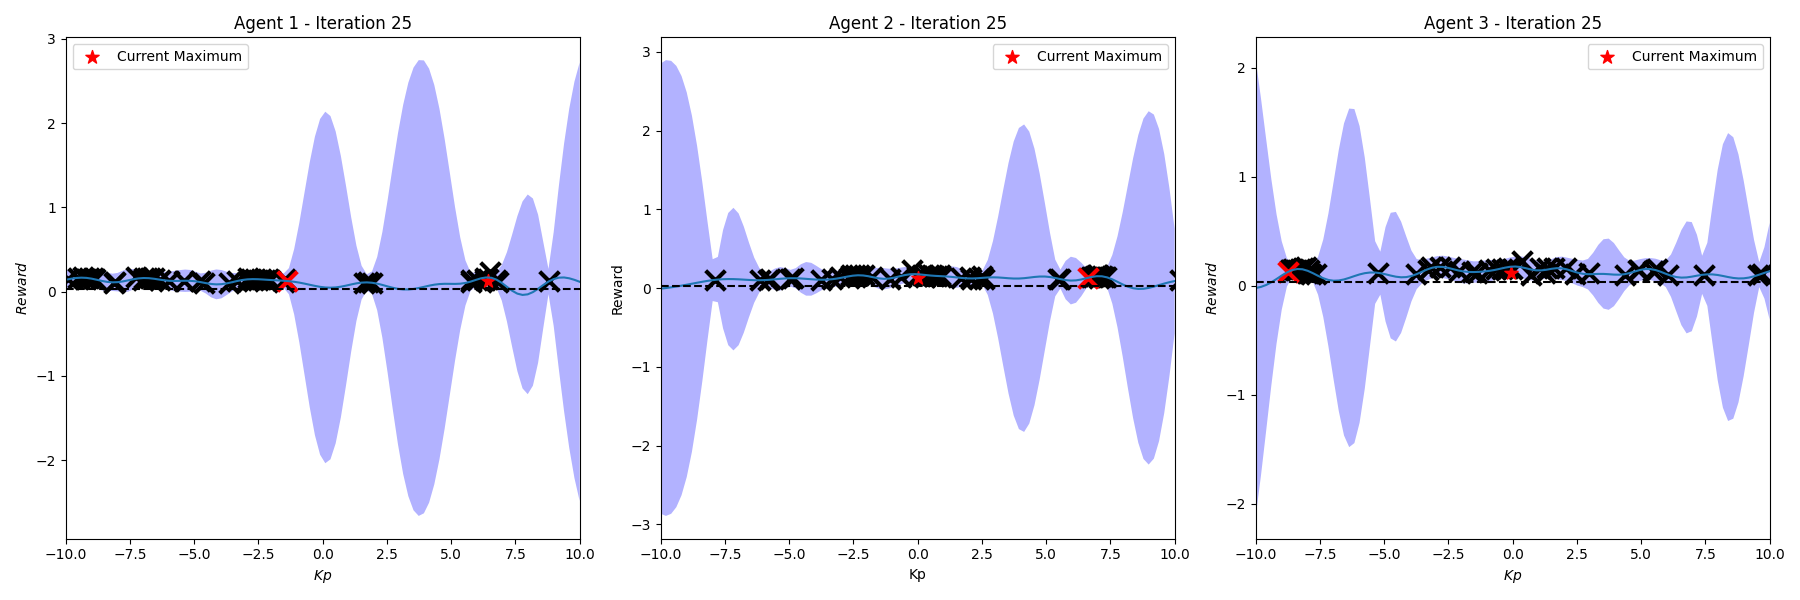 Agent 1 - Iteration 25
Current Maximum
Reward
3
2
1
0
−1
−2
−10.0 −7.5 −5.0 −2.5 0.0 2.5 5.0 7.5 10.0
Kp
Agent 2 - Iteration 25
Current Maximum
Reward
3
2
1
0
−1
−2
−3
−10.0 −7.5 −5.0 −2.5 0.0 2.5 5.0 7.5 10.0
Kp
Agent 3 - Iteration 25
Current Maximum
Reward
2
1
0
−1
−2
−10.0 −7.5 −5.0 −2.5 0.0 2.5 5.0 7.5 10.0
Kp